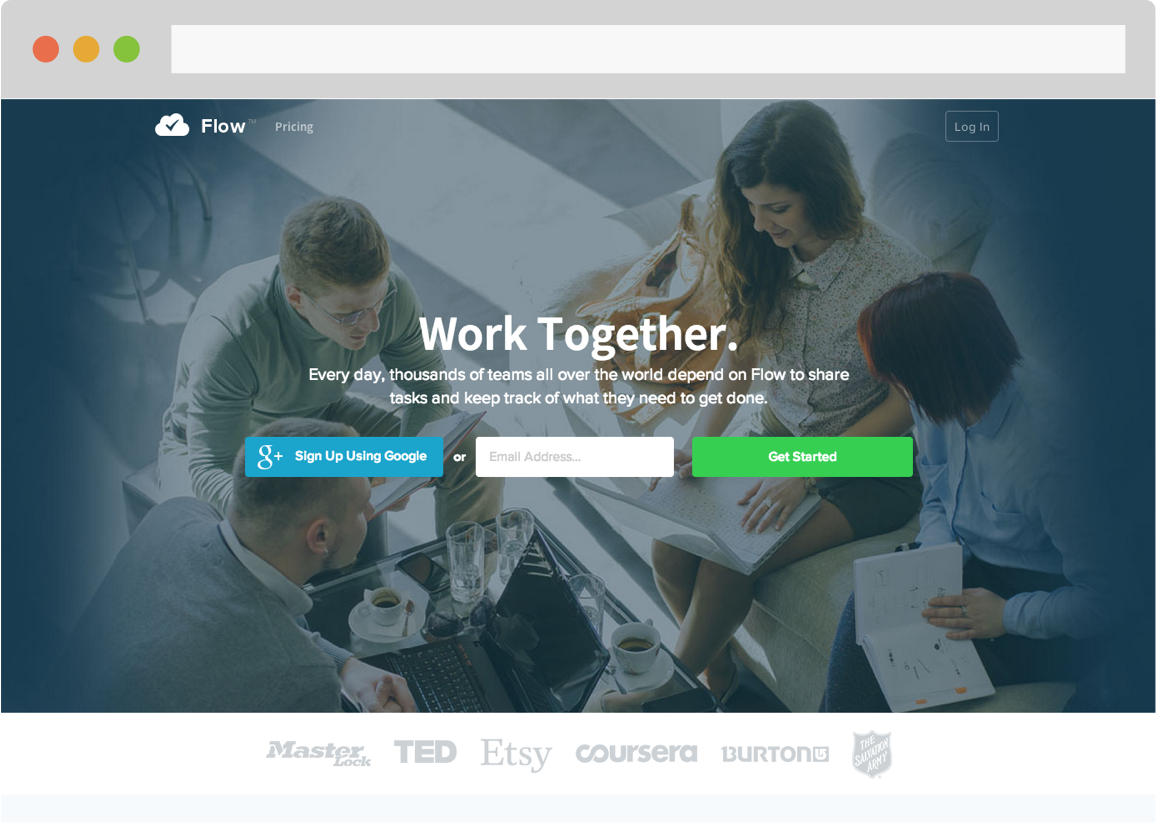 Flow™
Pricing
Log In
Work Together.
Every day, thousands of teams all over the world depend on Flow to share
tasks and keep track of what they need to get done.
g+ Sign Up Using Google
or
Email Address...
Get Started
Master Lock
TED
Etsy
coursera
BURTON
THE SALVATION ARMY